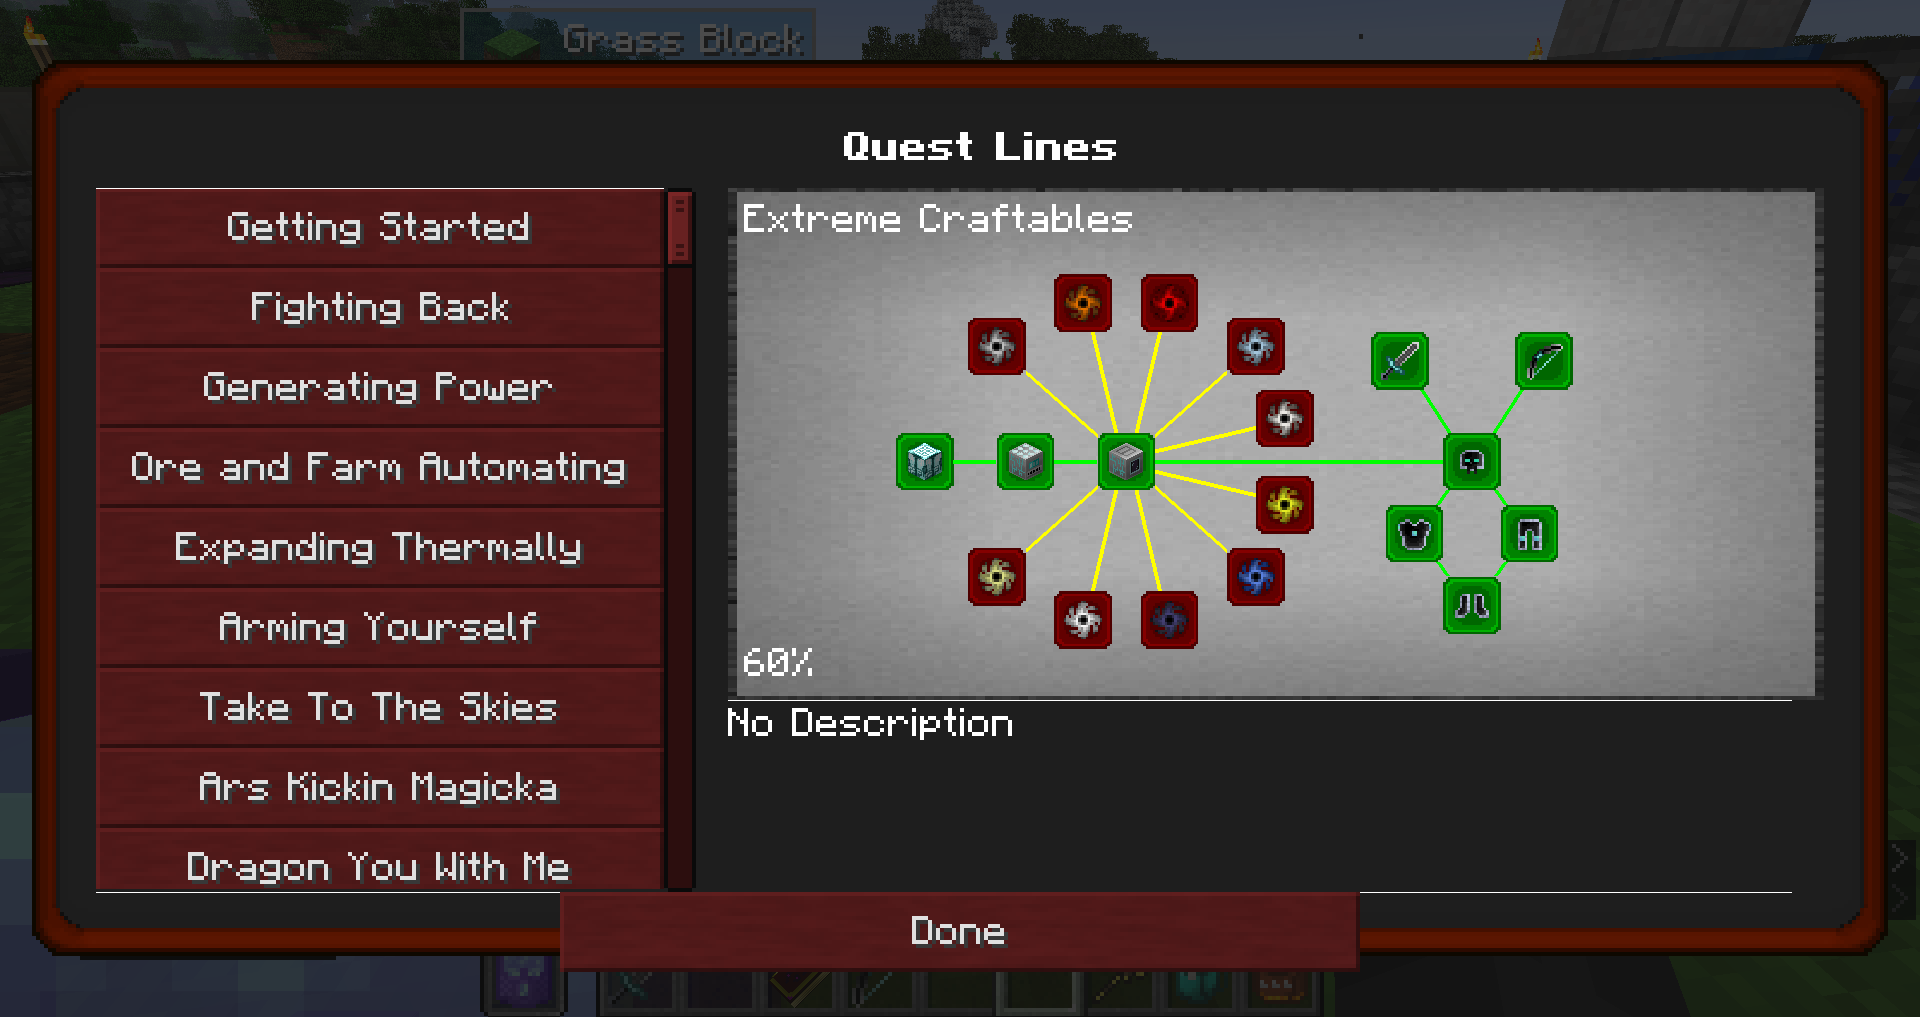 Grass Block
Quest Lines
Getting Started
Fighting Back
Generating Power
Ore and Farm Automating
Expanding Thermally
Arming Yourself
Take To The Skies
Ars Kickin Magicka
Dragon You With Me
Extreme Craftables
60%
No Description
Done